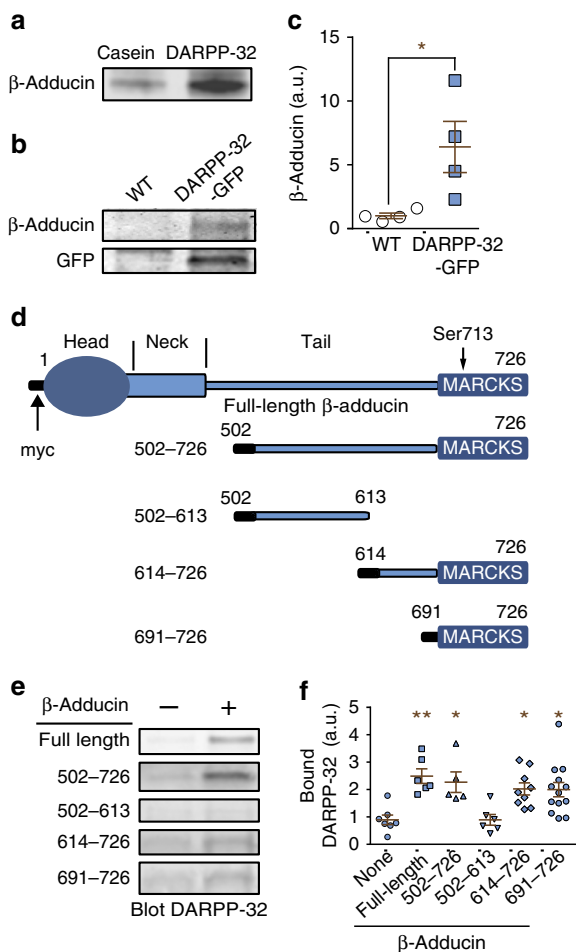 a
Casein DARPP-32
β-Adducin
b
WT
DARPP-32
-GFP
β-Adducin
GFP
c
β-Adducin (a.u.)
15
10
5
0
*
WT
DARPP-32
-GFP
d
1
Head
Neck
Tail
Ser713
726
MARCKS
myc
Full-length β-adducin
502–726
502
726
MARCKS
502–613
502
613
614–726
614
726
MARCKS
691–726
691
726
MARCKS
e
β-Adducin
– +
Full length
502–726
502–613
614–726
691–726
Blot DARPP-32
f
Bound
DARPP-32 (a.u.)
5
4
3
2
1
0
** * * *
None
Full-length
502–726
502–613
614–726
691–726
β-Adducin